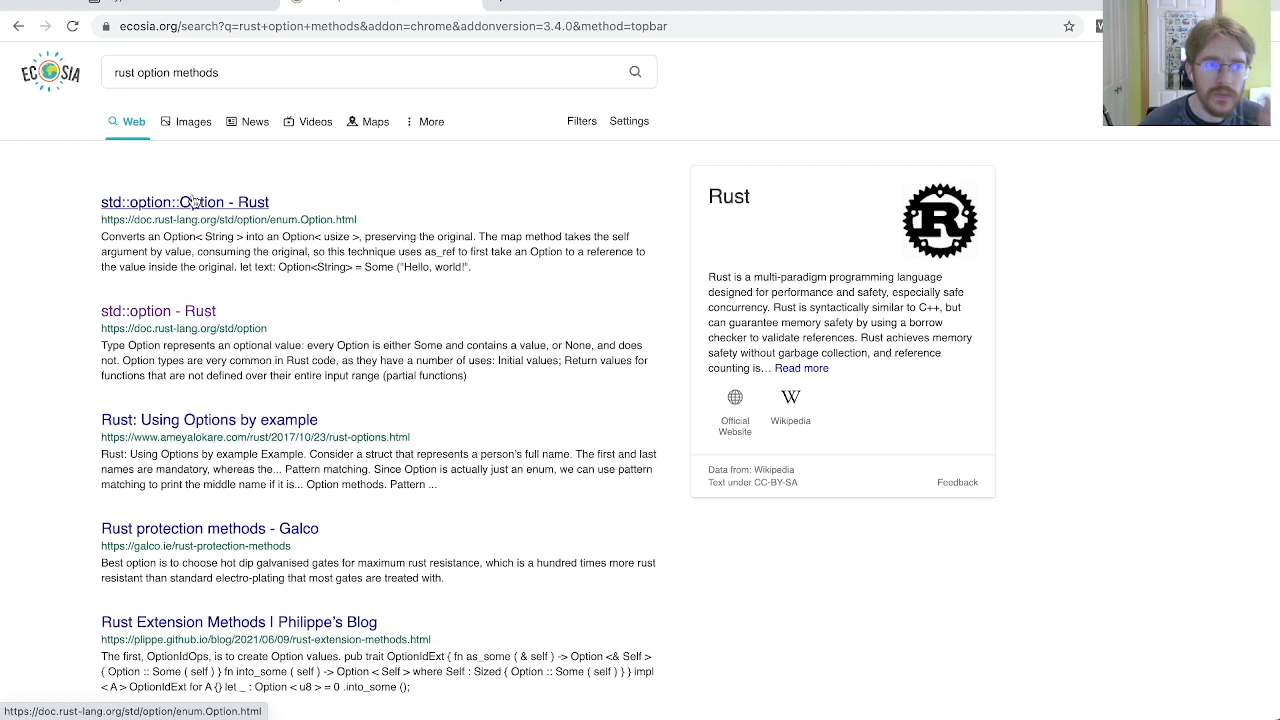 ecosia.org/search?q=rust+option+methods&addon=chrome&addonversion=3.4.0&method=topbar
ECOSIA
rust option methods
Web Images News Videos Maps More Filters Settings
std::option::Option - Rust
https://doc.rust-lang.org/std/option/enum.Option.html
Converts an Option< String > into an Option< usize >, preserving the original. The map method takes the self
argument by value, consuming the original, so this technique uses as_ref to first take an Option to a reference to
the value inside the original. let text: Option<String> = Some ("Hello, world!".
std::option - Rust
https://doc.rust-lang.org/std/option
Type Option represents an optional value: every Option is either Some and contains a value, or None, and does
not. Option types are very common in Rust code, as they have a number of uses: Initial values; Return values for
functions that are not defined over their entire input range (partial functions)
Rust: Using Options by example
https://www.ameyalokare.com/rust/2017/10/23/rust-options.html
Rust: Using Options by example Example. Consider a struct that represents a person's full name. The first and last
names are mandatory, whereas the... Pattern matching. Since Option is actually just an enum, we can use pattern
matching to print the middle name if it is... Option methods. Pattern ...
Rust protection methods - Galco
https://galco.ie/rust-protection-methods
Best option is to choose hot dip galvanised gates for maximum rust resistance, which is a hundred times more rust
resistant than standard electro-plating that most gates are treated with.
Rust Extension Methods | Philippe's Blog
https://plippe.github.io/blog/2021/06/09/rust-extension-methods.html
The first, OptionIdOps, is to create Option values. pub trait OptionIdExt { fn as_some ( & self ) -> Option <& Self >
{ Option :: Some ( self ) } fn into_some ( self ) -> Option < Self > where Self : Sized { Option :: Some ( self ) } } impl
< A > OptionIdExt for A {} let _ : Option < u8 > = 0 .into_some ();
Rust
R
Rust is a multi-paradigm programming language
designed for performance and safety, especially safe
concurrency. Rust is syntactically similar to C++, but
can guarantee memory safety by using a borrow
checker to validate references. Rust achieves memory
safety without garbage collection, and reference
counting is... Read more
W
Official
Website
Wikipedia
Data from: Wikipedia
Text under CC-BY-SA
Feedback
https://doc.rust-lang.org/std/option/enum.Option.html